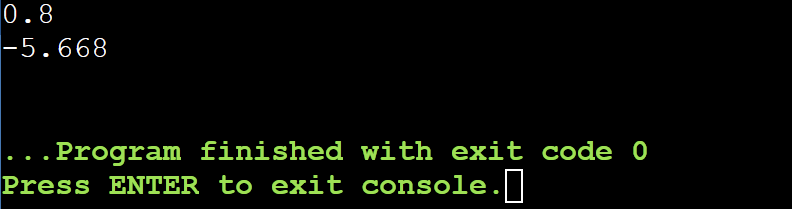 0.8
-5.668
...Program finished with exit code 0
Press ENTER to exit console.